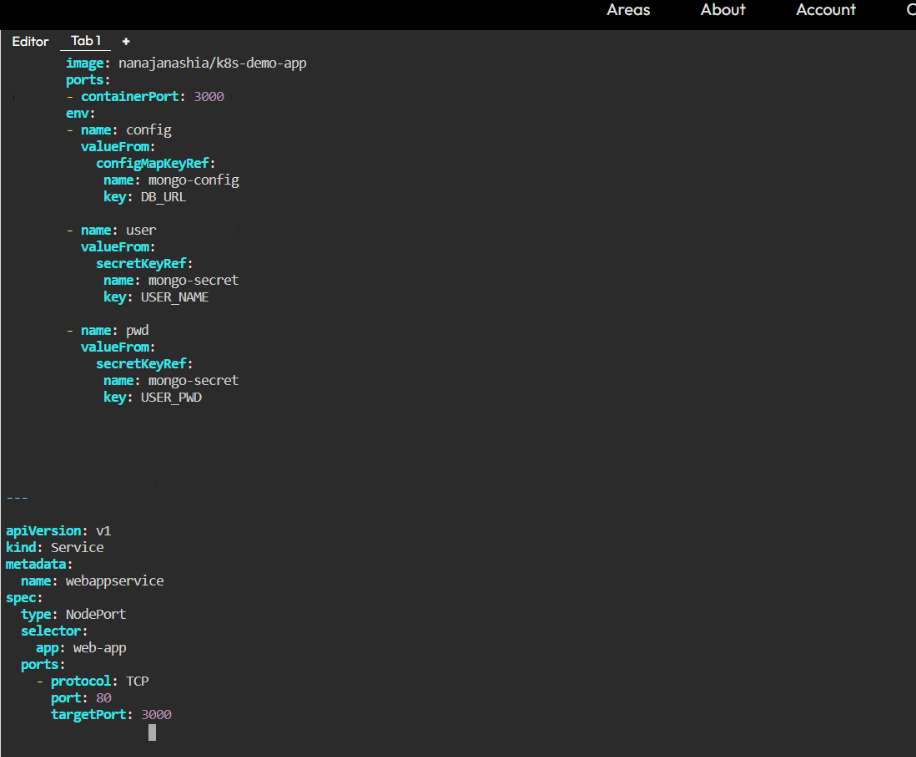 Areas About Account
Editor Tab 1 +
image: nanajanashia/k8s-demo-app
ports:
- containerPort: 3000
env:
- name: config
valueFrom:
configMapKeyRef:
name: mongo-config
key: DB_URL
- name: user
valueFrom:
secretKeyRef:
name: mongo-secret
key: USER_NAME
- name: pwd
valueFrom:
secretKeyRef:
name: mongo-secret
key: USER_PWD
---
apiVersion: v1
kind: Service
metadata:
name: webappservice
spec:
type: NodePort
selector:
app: web-app
ports:
- protocol: TCP
port: 80
targetPort: 3000